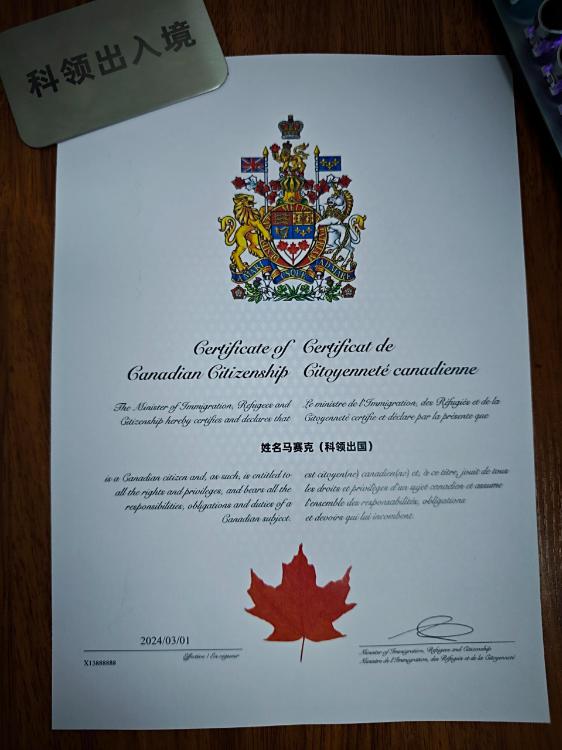 科领出入境
Certificate of
Canadian Citizenship
Certificat de
Citoyenneté canadienne
The Minister of Immigration, Refugees and
Citizenship hereby certifies and declares that
Le ministre de l'Immigration, des Réfugiés et de la
Citoyenneté certifie et déclare par la présente que
姓名马赛克（科领出国）
is a Canadian citizen and, as such, is entitled to
all the rights and privileges, and bears all the
responsibilities, obligations and duties of a
Canadian subject.
est citoyen(ne) canadien(ne) et, à ce titre, jouit de tous
les droits et privilèges d'un sujet canadien et assume
l'ensemble des responsabilités, obligations
et devoirs qui lui incombent.
2024/03/01
Effective / En vigueur
X13888888
Minister of Immigration, Refugees and Citizenship
Ministre de l'Immigration, des Réfugiés et de la Citoyenneté